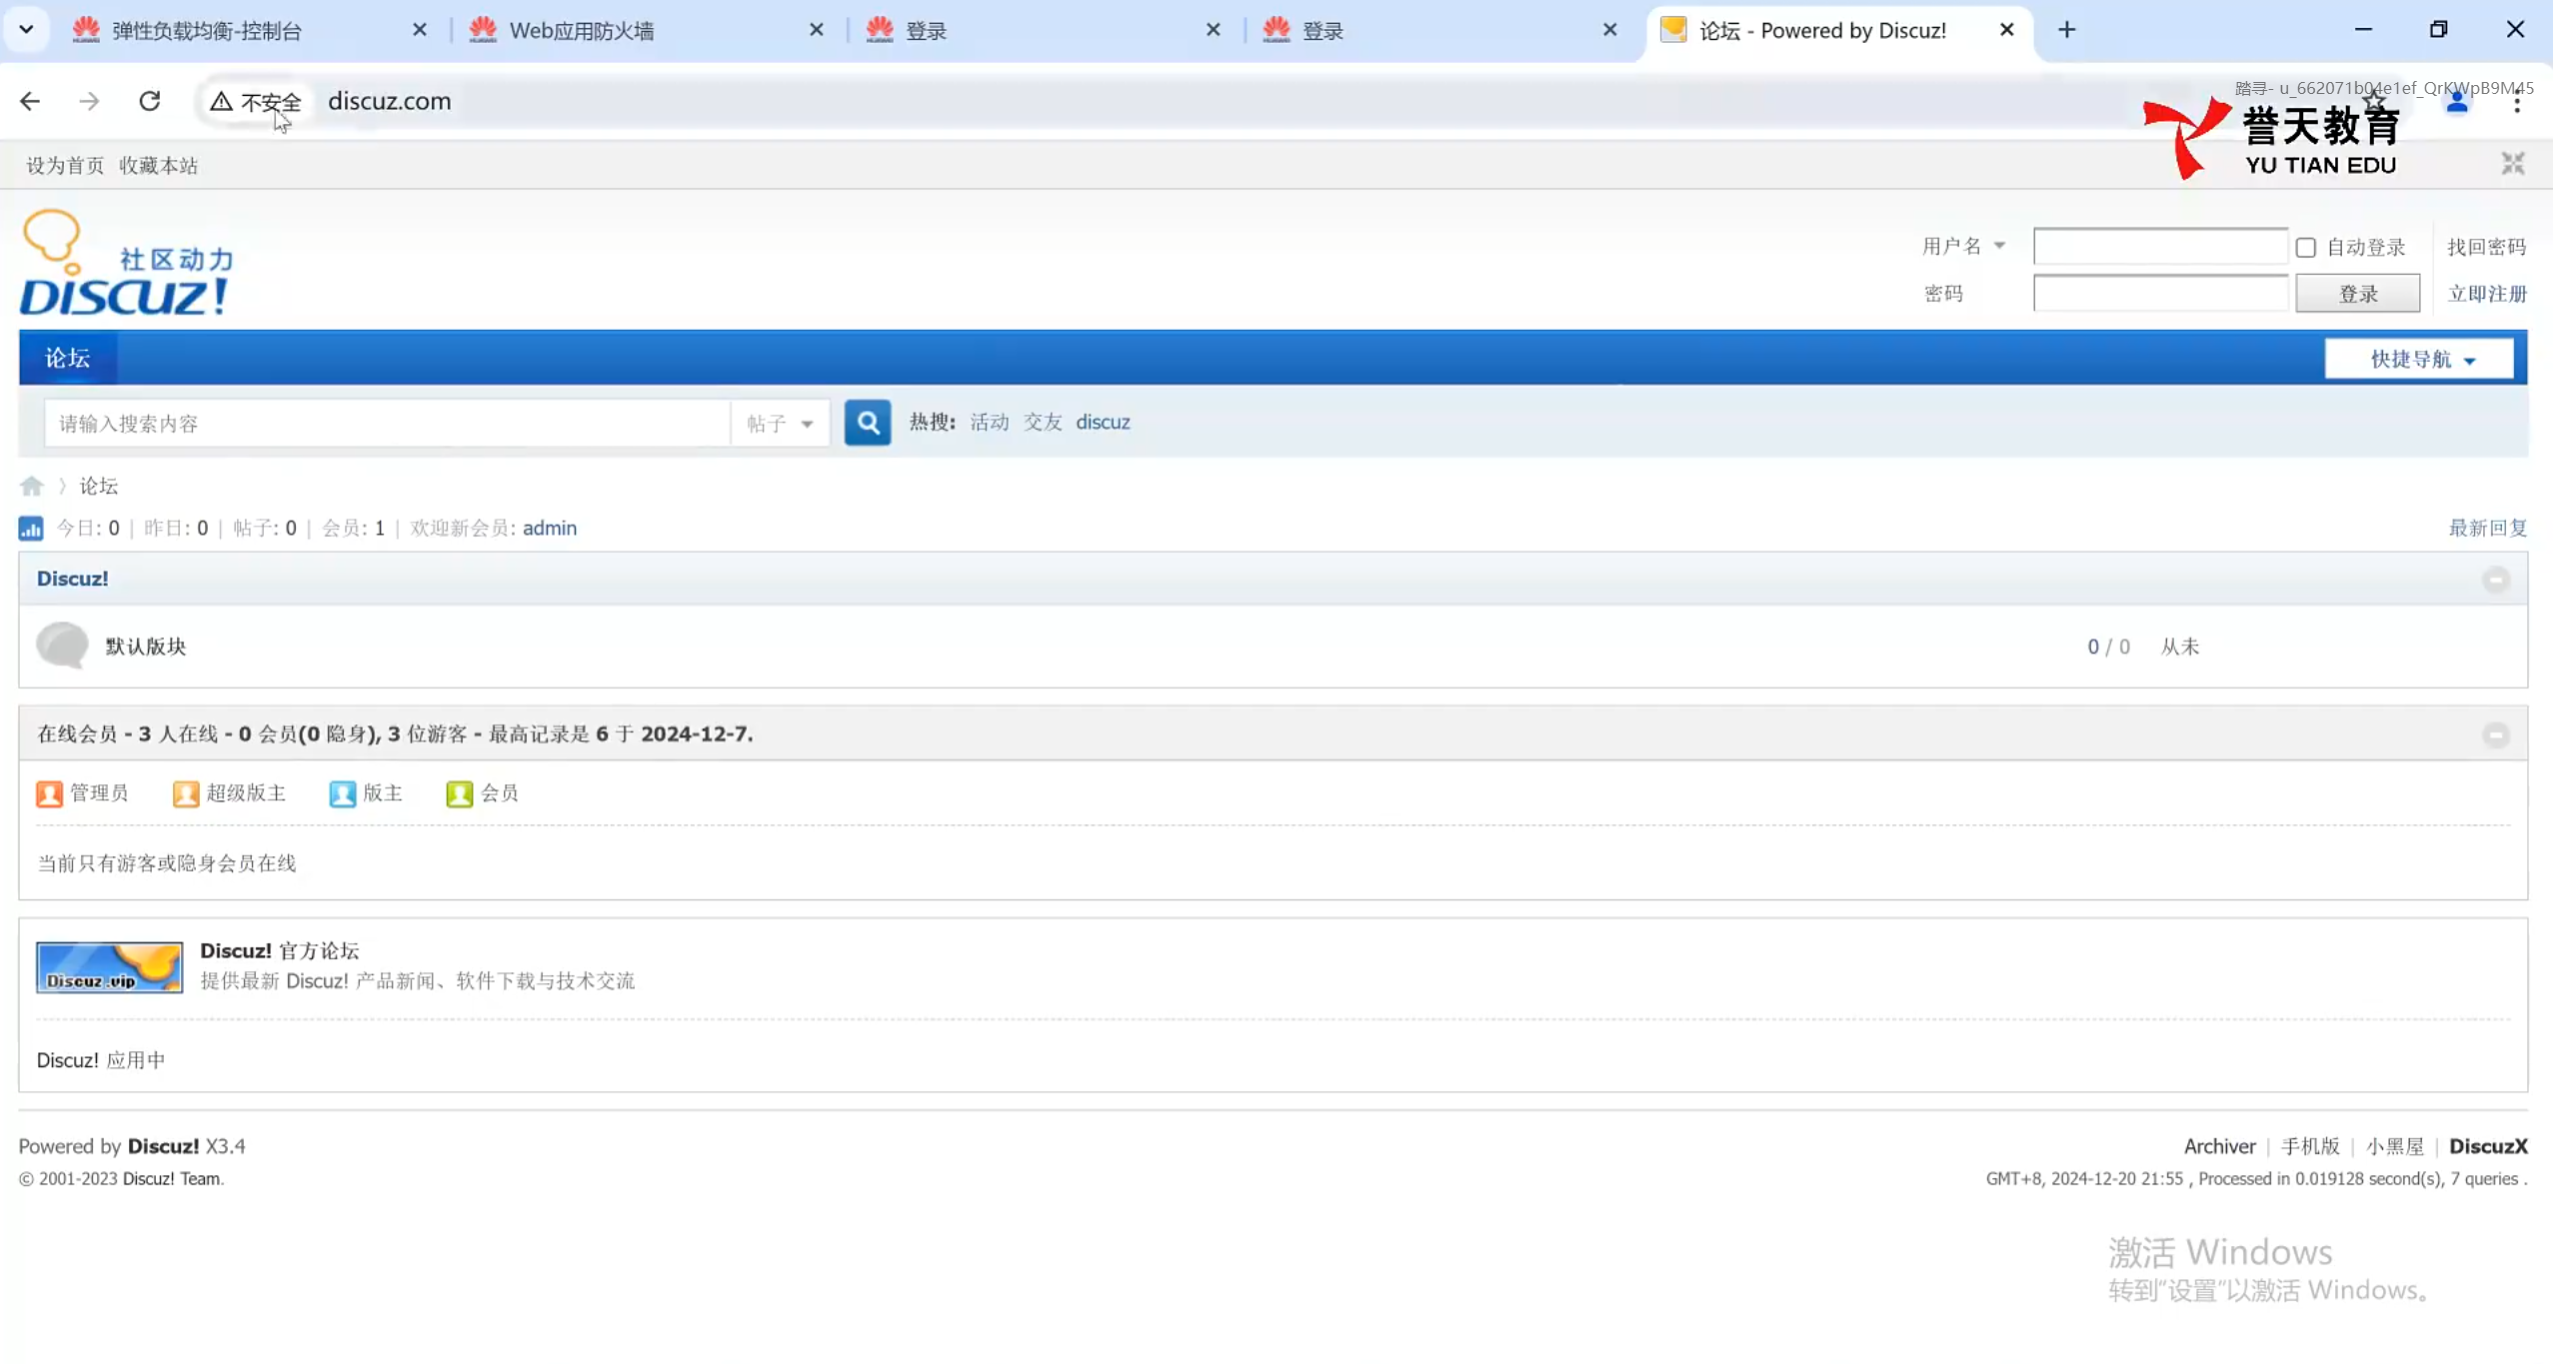 弹性负载均衡-控制台
Web应用防火墙
登录
登录
论坛 - Powered by Discuz!
不安全
discuz.com
踏寻- u_662071b04e1ef_QrKWpB9M45
誉天教育
YU TIAN EDU
设为首页 收藏本站
社区动力
DISCUZ!
用户名
自动登录 找回密码
密码
登录 立即注册
论坛
快捷导航
请输入搜索内容 帖子 热搜: 活动 交友 discuz
论坛
今日: 0 | 昨日: 0 | 帖子: 0 | 会员: 1 | 欢迎新会员: admin
最新回复
Discuz!
默认版块
0 / 0 从未
在线会员 - 3 人在线 - 0 会员(0 隐身), 3 位游客 - 最高记录是 6 于 2024-12-7.
管理员 超级版主 版主 会员
当前只有游客或隐身会员在线
Discuz.vip
Discuz! 官方论坛
提供最新 Discuz! 产品新闻、软件下载与技术交流
Discuz! 应用中
Powered by Discuz! X3.4
Archiver | 手机版 | 小黑屋 | DiscuzX
© 2001-2023 Discuz! Team.
GMT+8, 2024-12-20 21:55 , Processed in 0.019128 second(s), 7 queries .
激活 Windows
转到"设置"以激活 Windows。